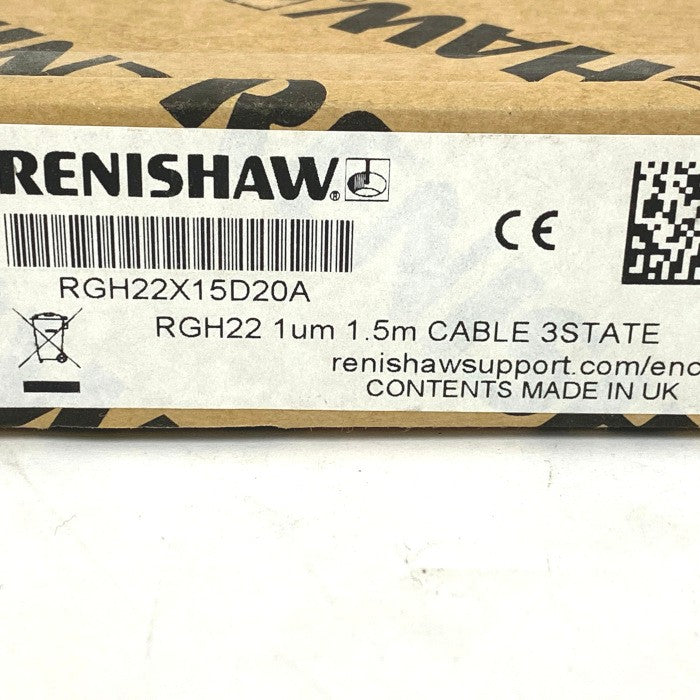 RENISHAW
CE
RGH22X15D20A
RGH22 1um 1.5m CABLE 3STATE
renishawsupport.com/enc
CONTENTS MADE IN UK